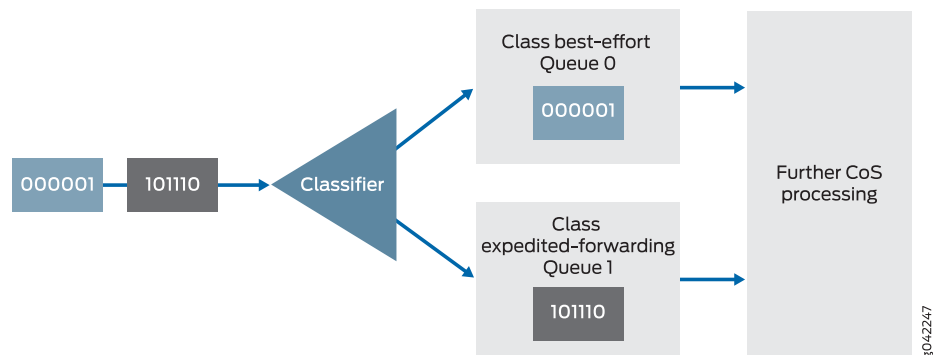 000001
101110
Classifier
Class best-effort
Queue 0
000001
Class
expedited-forwarding
Queue 1
101110
Further CoS
processing
g042247